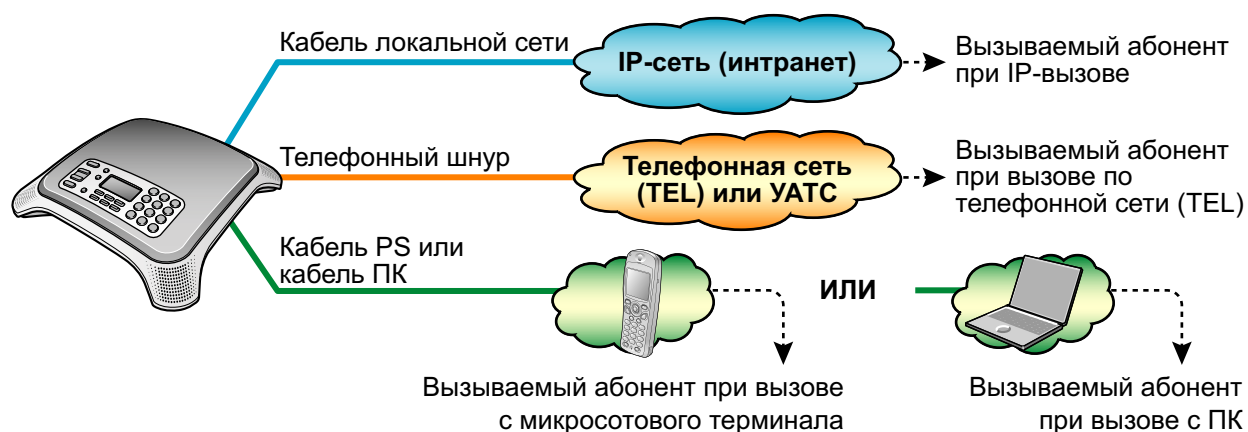 Кабель локальной сети
IP-сеть (интранет)
Вызываемый абонент
при IP-вызове
Телефонный шнур
Телефонная сеть
(TEL) или УАТС
Вызываемый абонент
при вызове по
телефонной сети (TEL)
Кабель PS или
кабель ПК
ИЛИ
Вызываемый абонент при вызове
с микросотового терминала
Вызываемый абонент
при вызове с ПК